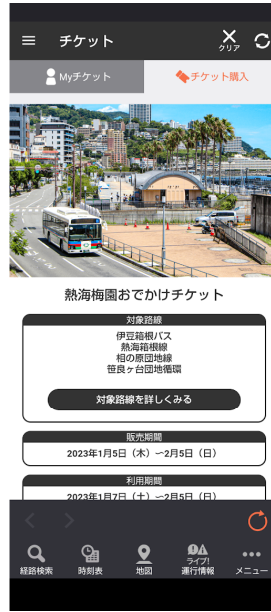 チケット
クリア
Myチケット
チケット購入
熱海梅園おでかけチケット
対象路線
伊豆箱根バス
熱海箱根線
相の原団地線
笹良ヶ台団地循環
対象路線を詳しくみる
販売期間
2023年1月5日（木）～2月5日（日）
利用期間
2023年1月7日（土）～2月5日（日）
経路検索
時刻表
地図
ライブ!
運行情報
メニュー